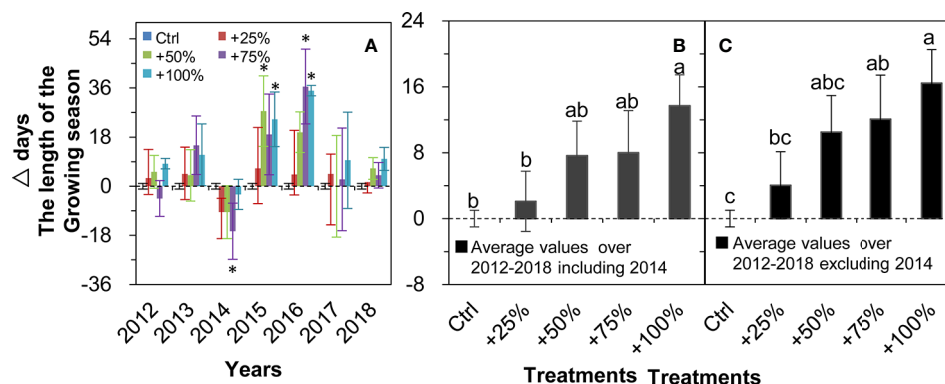 △ days
The length of the
Growing season
54
36
18
0
-18
-36
Ctrl
+25%
+50%
+75%
+100%
A
*
*
*
*
*
2012
2013
2014
2015
2016
2017
2018
Years
24
16
8
0
-8
B
b
b
ab
ab
a
Average values over
2012-2018 including 2014
Ctrl
+25%
+50%
+75%
+100%
Treatments
C
c
bc
abc
ab
a
Average values over
2012-2018 excluding 2014
Ctrl
+25%
+50%
+75%
+100%
Treatments